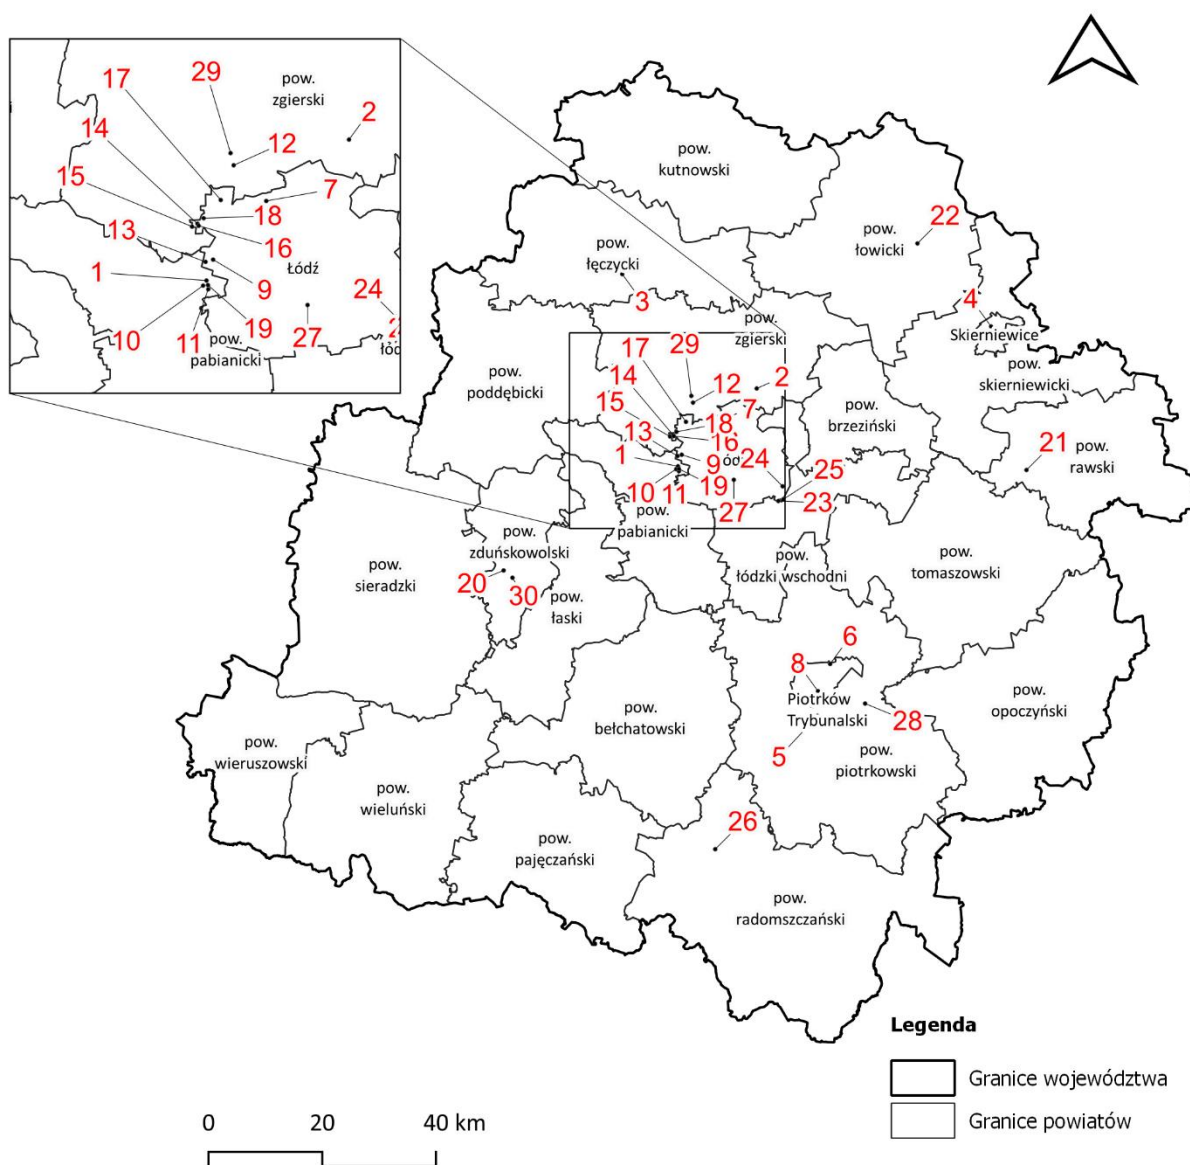 29
17
pow.
zgierski
2
14
12
15
7
18
13
16
Łódź
1
9
24
10
11
19
27
pow.
pabianicki
pow.
kutnowski
22
pow.
łowicki
pow.
łęczycki
3
4
Skierniewice
pow.
zgierski
17
29
pow.
skierniewicki
pow.
poddębicki
14
12
2
15
7
pow.
brzeziński
13
18
16
1
9
24
21
pow.
rawski
25
10
11
19
27
23
pow.
pabianicki
pow.
zduńskowolski
pow.
sieradzki
20
30
pow.
łaski
pow.
łódzki wschodni
pow.
tomaszowski
6
8
Piotrków
Trybunalski
28
pow.
opoczyński
pow.
bełchatowski
5
pow.
piotrkowski
pow.
wieruszowski
pow.
wieluński
26
pow.
pajęczański
pow.
radomszczański
Legenda
Granice województwa
Granice powiatów
0 20 40 km